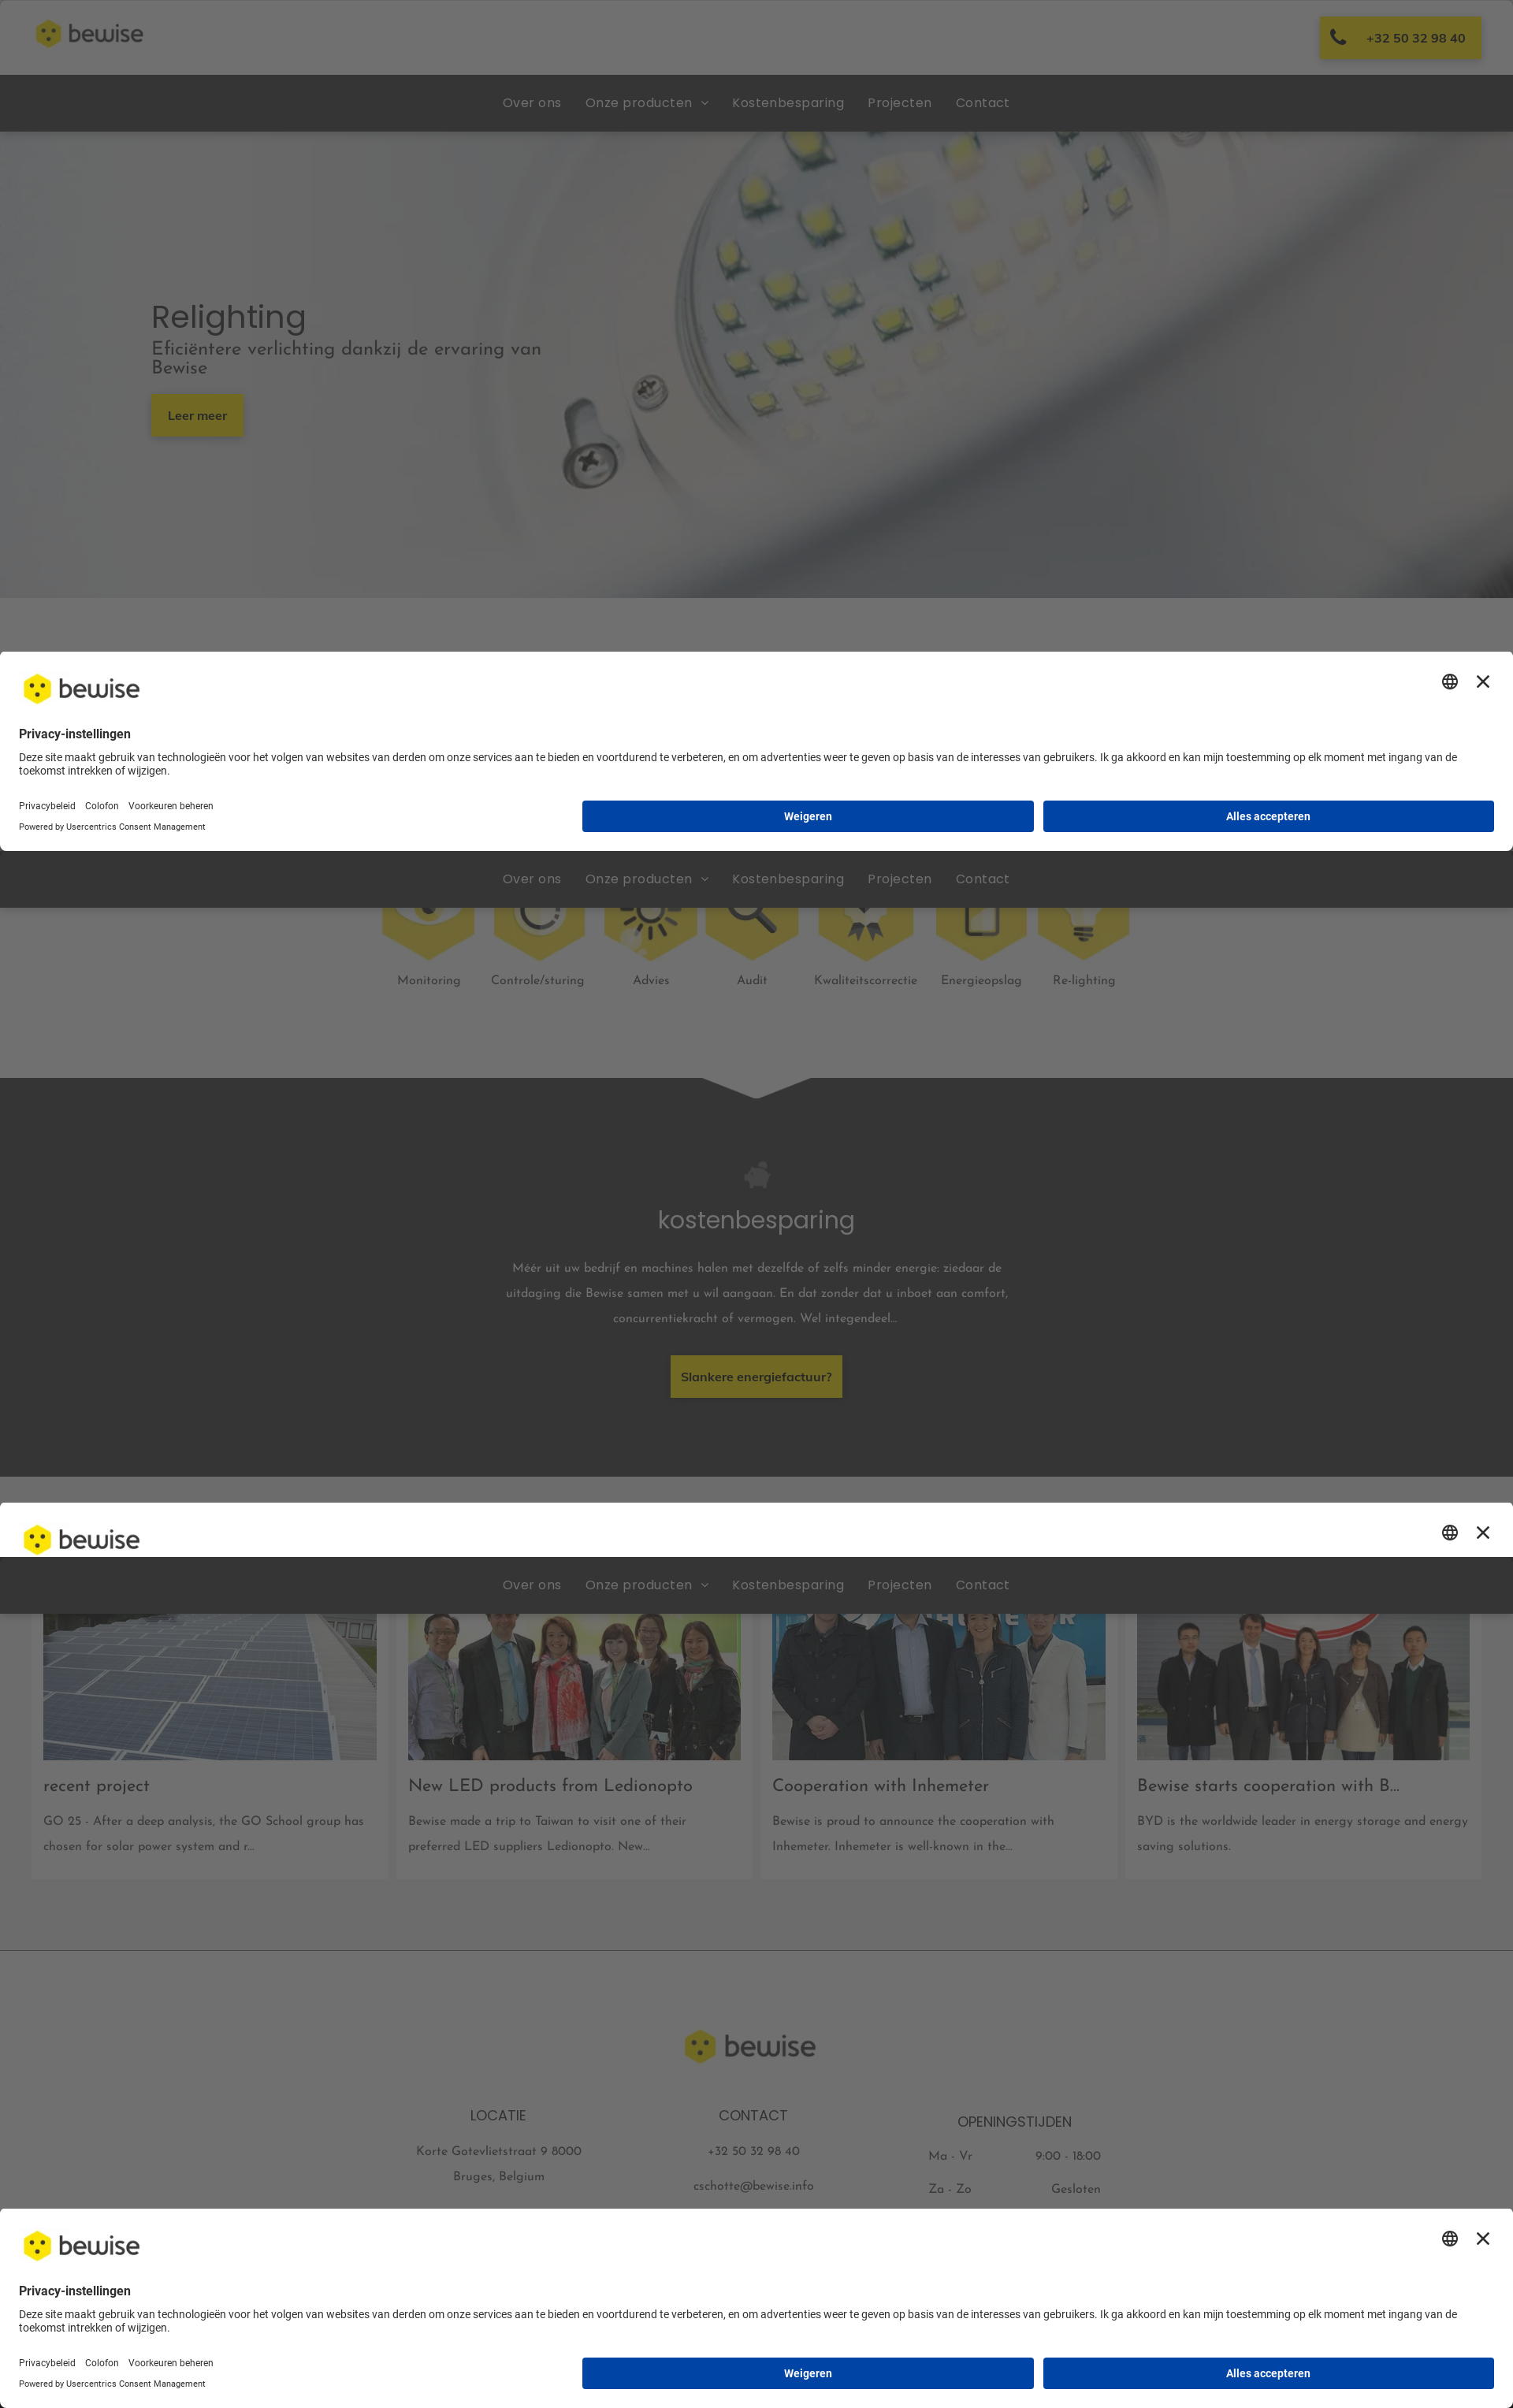 bewise
+32 50 32 98 40
Over ons Onze producten Kostenbesparing Projecten Contact
Relighting
Eficiëntere verlichting dankzij de ervaring van
Bewise
Leer meer
bewise
Privacy-instellingen
Deze site maakt gebruik van technologieën voor het volgen van websites van derden om onze services aan te bieden en voortdurend te verbeteren, en om advertenties weer te geven op basis van de interesses van gebruikers. Ik ga akkoord en kan mijn toestemming op elk moment met ingang van de
toekomst intrekken of wijzigen.
Privacybeleid Colofon Voorkeuren beheren
Powered by Usercentrics Consent Management
Weigeren
Alles accepteren
Over ons Onze producten Kostenbesparing Projecten Contact
Monitoring Controle/sturing Advies Audit Kwaliteitscorrectie Energieopslag Re-lighting
kostenbesparing
Méér uit uw bedrijf en machines halen met dezelfde of zelfs minder energie: ziedaar de
uitdaging die Bewise samen met u wil aangaan. En dat zonder dat u inboet aan comfort,
concurrentiekracht of vermogen. Wel integendeel...
Slankere energiefactuur?
bewise
Over ons Onze producten Kostenbesparing Projecten Contact
recent project
GO 25 - After a deep analysis, the GO School group has
chosen for solar power system and r...
New LED products from Ledionopto
Bewise made a trip to Taiwan to visit one of their
preferred LED suppliers Ledionopto. New...
Cooperation with Inhemeter
Bewise is proud to announce the cooperation with
Inhemeter. Inhemeter is well-known in the...
Bewise starts cooperation with B...
BYD is the worldwide leader in energy storage and energy
saving solutions.
bewise
LOCATIE
Korte Gotevlietstraat 9 8000
Bruges, Belgium
CONTACT
+32 50 32 98 40
cschotte@bewise.info
OPENINGSTIJDEN
Ma - Vr 9:00 - 18:00
Za - Zo Gesloten
bewise
Privacy-instellingen
Deze site maakt gebruik van technologieën voor het volgen van websites van derden om onze services aan te bieden en voortdurend te verbeteren, en om advertenties weer te geven op basis van de interesses van gebruikers. Ik ga akkoord en kan mijn toestemming op elk moment met ingang van de
toekomst intrekken of wijzigen.
Privacybeleid Colofon Voorkeuren beheren
Powered by Usercentrics Consent Management
Weigeren
Alles accepteren